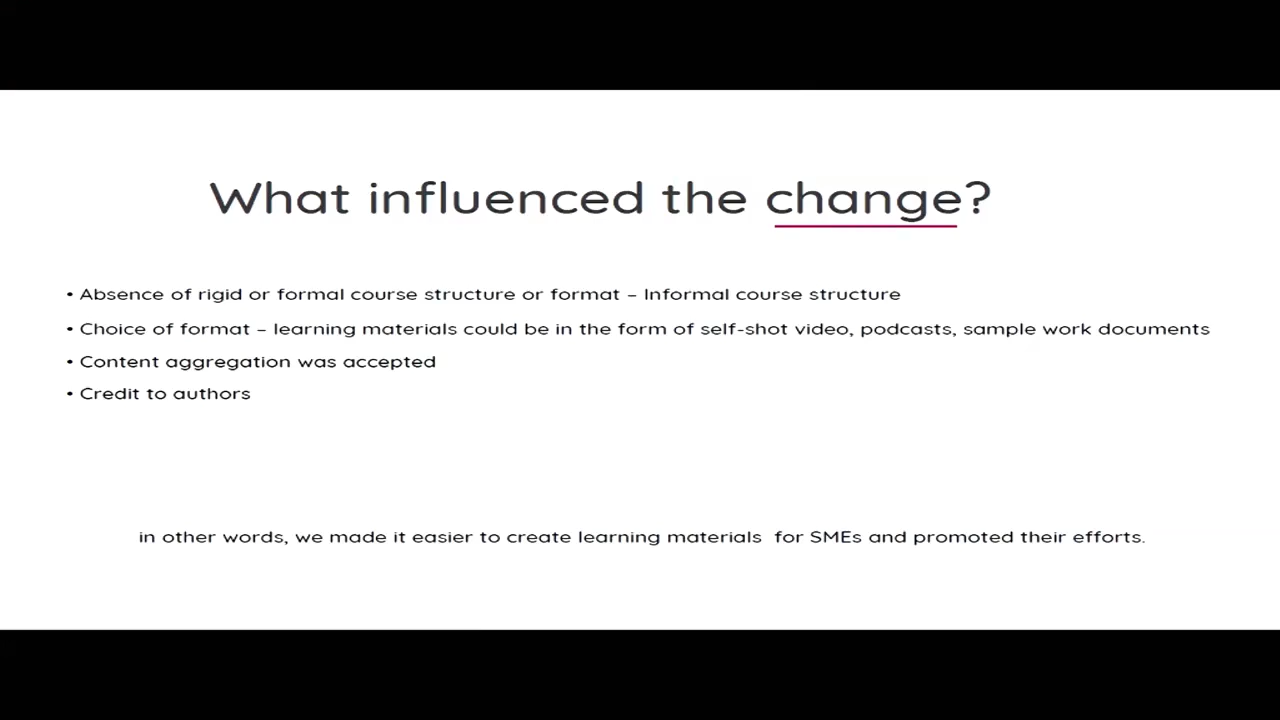 What influenced the change?
• Absence of rigid or formal course structure or format – Informal course structure
• Choice of format – learning materials could be in the form of self-shot video, podcasts, sample work documents
• Content aggregation was accepted
• Credit to authors
in other words, we made it easier to create learning materials  for SMEs and promoted their efforts.